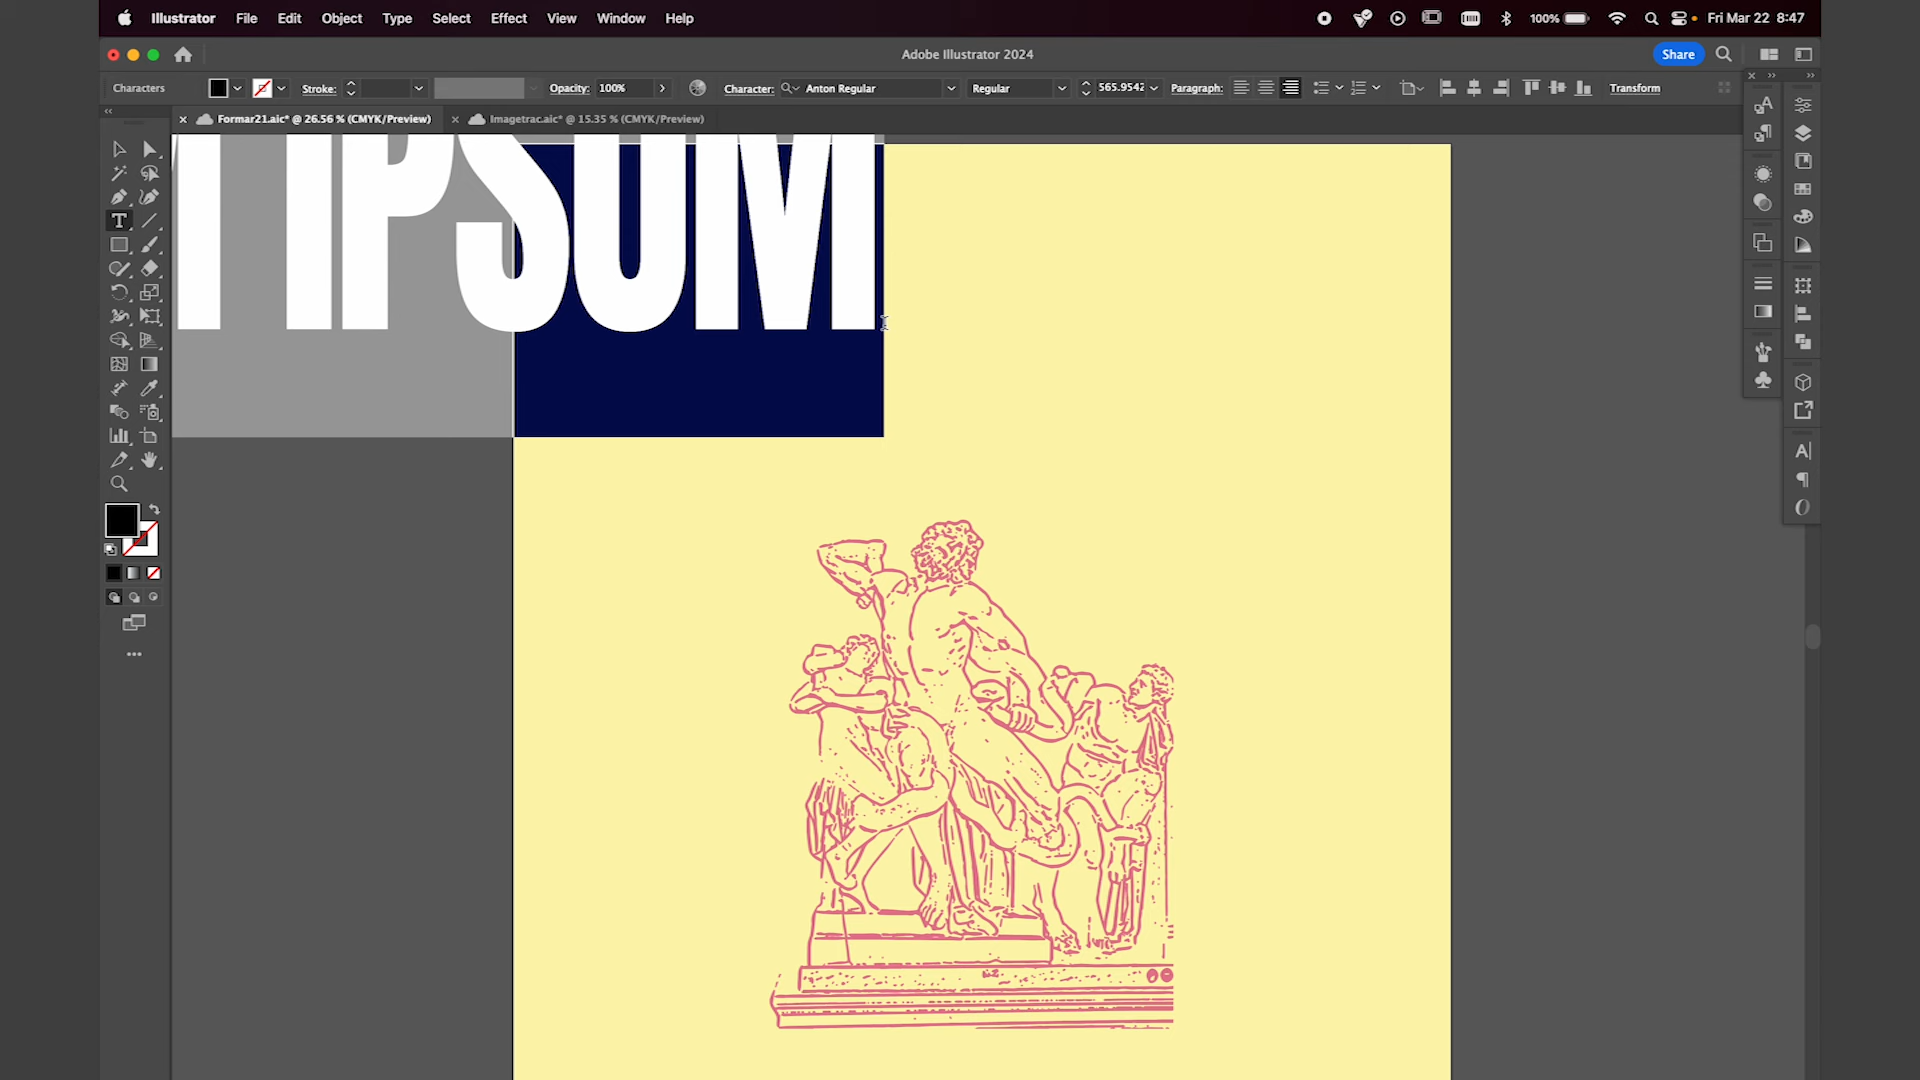 Illustrator File Edit Object Type Select Effect View Window Help 100% Fri Mar 22 8:47
Adobe Illustrator 2024
Share
Characters Stroke: Opacity: 100% Character: Anton Regular Regular 565.9542 Paragraph: Transform
Formar21.aic* @ 26.56 % (CMYK/Preview) Imagetrac.aic* @ 15.35 % (CMYK/Preview)
IPSUM